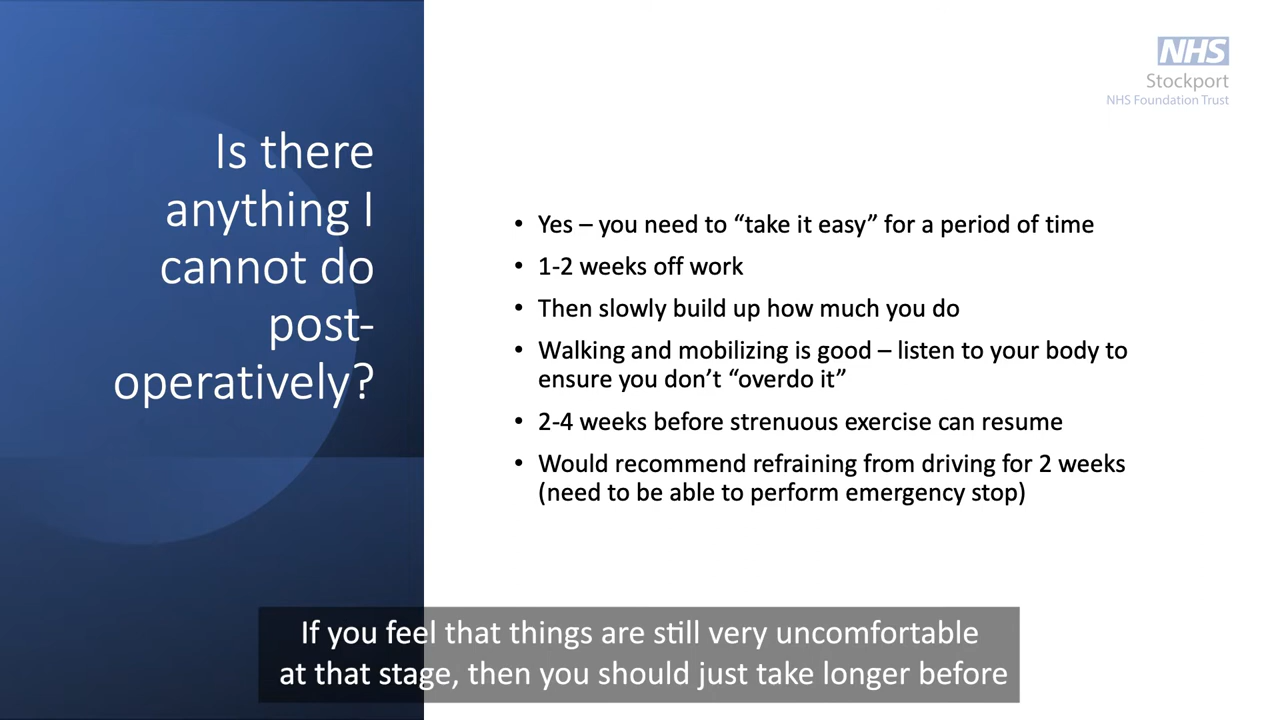 NHS
Stockport
NHS Foundation Trust
Is there
anything I
cannot do
post-
operatively?
• Yes – you need to “take it easy” for a period of time
• 1-2 weeks off work
• Then slowly build up how much you do
• Walking and mobilizing is good – listen to your body to
ensure you don’t “overdo it”
• 2-4 weeks before strenuous exercise can resume
• Would recommend refraining from driving for 2 weeks
(need to be able to perform emergency stop)
If you feel that things are still very uncomfortable
at that stage, then you should just take longer before